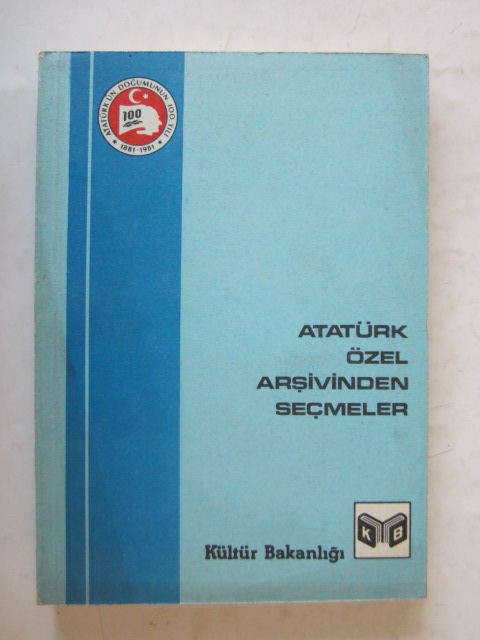 ATATÜRK'ÜN DOĞUMUNUN 100. YILI
100
1881-1981
ATATÜRK
ÖZEL
ARŞİVİNDEN
SEÇMELER
K B
Kültür Bakanlığı